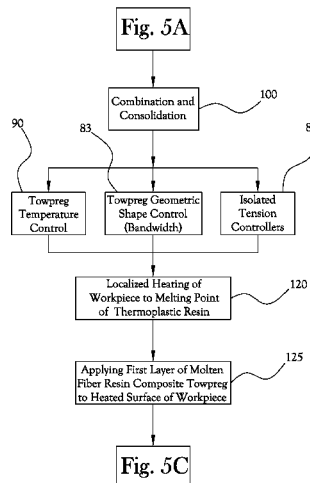 Fig. 5A
Combination and
Consolidation
100
90
83
8
Towpreg
Temperature
Control
Towpreg Geometric
Shape Control
(Bandwidth)
Isolated
Tension
Controllers
Localized Heating of
Workpiece to Melting Point
of Thermoplastic Resin
120
Applying First Layer of Molten
Fiber Resin Composite Towpreg
to Heated Surface of Workpiece
125
Fig. 5C